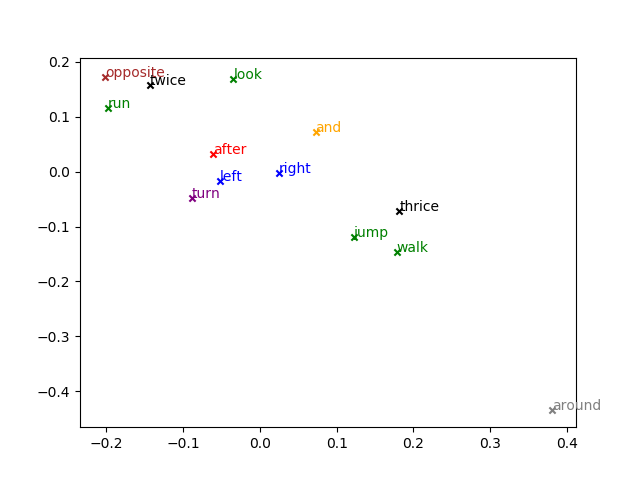 0.2
opposite
twice
look
run
0.1
and
after
right
0.0
left
turn
thrice
−0.1
jump
walk
−0.2
−0.3
−0.4
around
−0.2 −0.1 0.0 0.1 0.2 0.3 0.4